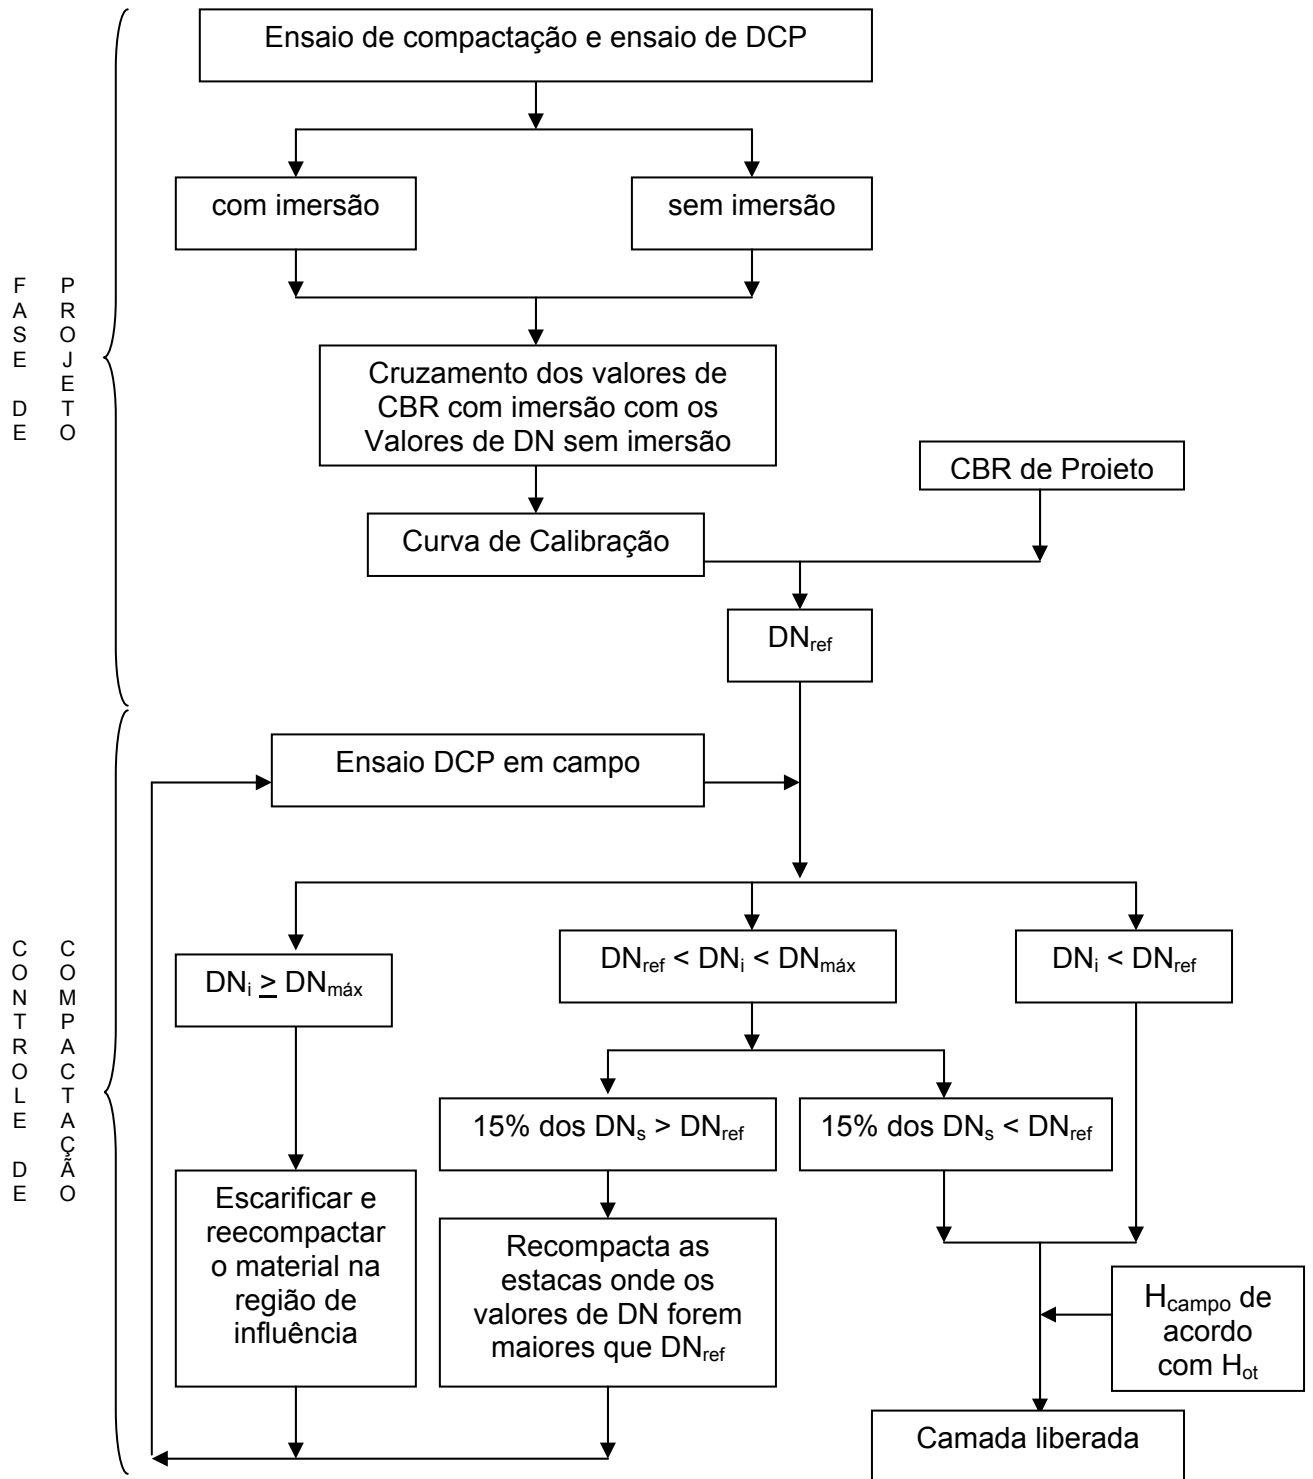 Ensaio de compactação e ensaio de DCP
com imersão
sem imersão
FASE DE
PROJETO
Cruzamento dos valores de
CBR com imersão com os
Valores de DN sem imersão
CBR de Proieto
Curva de Calibração
DNref
Ensaio DCP em campo
CONTROLE DE
COMPACTAÇÃO
DNi ≥ DNmáx
DNref < DNi < DNmáx
DNi < DNref
15% dos DNs > DNref
15% dos DNs < DNref
Escarificar e
reecompactar
o material na
região de
influência
Recompacta as
estacas onde os
valores de DN forem
maiores que DNref
Hcampo de
acordo
com Hot
Camada liberada